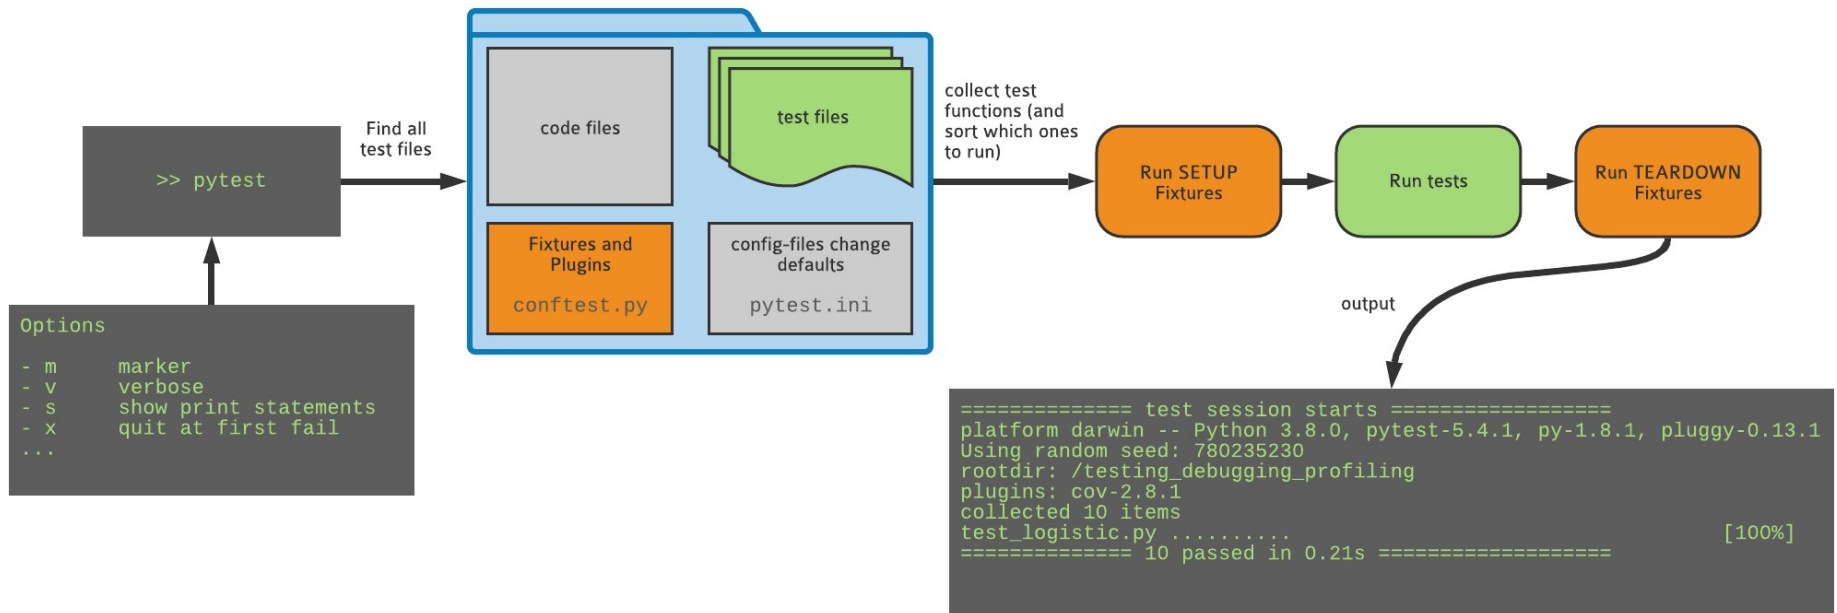 >> pytest
Find all
test files
Options
- m     marker
- v     verbose
- s     show print statements
- x     quit at first fail
...
code files
test files
Fixtures and
Plugins
conftest.py
config-files change
defaults
pytest.ini
collect test
functions (and
sort which ones
to run)
Run SETUP
Fixtures
Run tests
Run TEARDOWN
Fixtures
output
============== test session starts ==================
platform darwin -- Python 3.8.0, pytest-5.4.1, py-1.8.1, pluggy-0.13.1
Using random seed: 780235230
rootdir: /testing_debugging_profiling
plugins: cov-2.8.1
collected 10 items
test_logistic.py .......... [100%]
============== 10 passed in 0.21s ===================